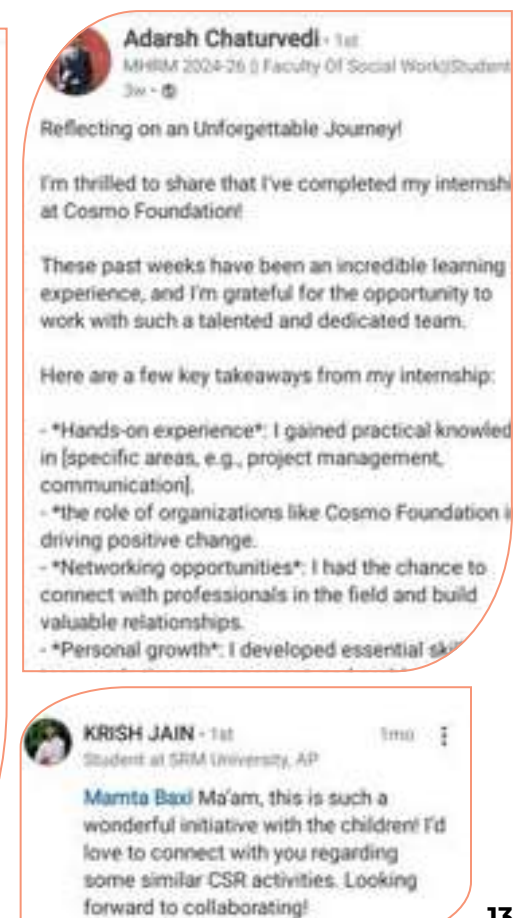 Adarsh Chaturvedi · 1st
MHRM 2024-26 || Faculty Of Social Work||Student
3w ·
Reflecting on an Unforgettable Journey!
I'm thrilled to share that I've completed my internshi
at Cosmo Foundation!
These past weeks have been an incredible learning
experience, and I'm grateful for the opportunity to
work with such a talented and dedicated team.
Here are a few key takeaways from my internship:
- *Hands-on experience*: I gained practical knowled
in [specific areas, e.g., project management,
communication].
- *the role of organizations like Cosmo Foundation i
driving positive change.
- *Networking opportunities*: I had the chance to
connect with professionals in the field and build
valuable relationships.
- *Personal growth*: I developed essential skil
KRISH JAIN · 1st 1mo
Student at SRM University, AP
Mamta Baxi Ma'am, this is such a
wonderful initiative with the children! I'd
love to connect with you regarding
some similar CSR activities. Looking
forward to collaborating!
13